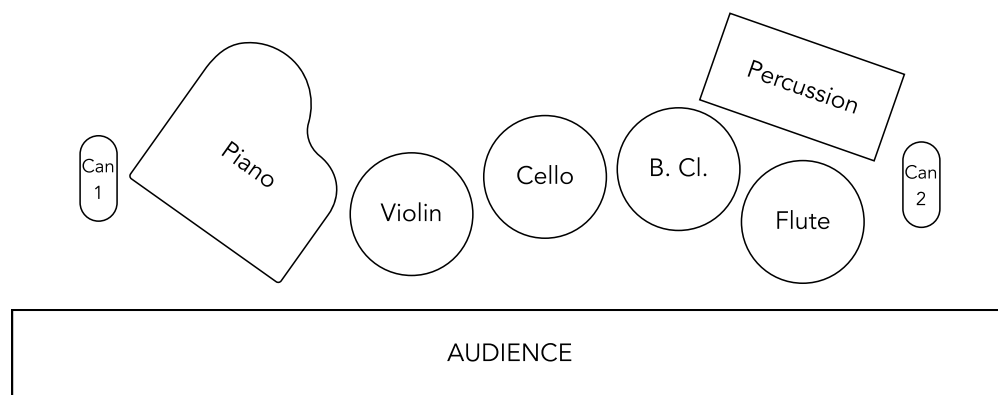 Percussion
Can
1
Piano
Violin
Cello
B. Cl.
Flute
Can
2
AUDIENCE